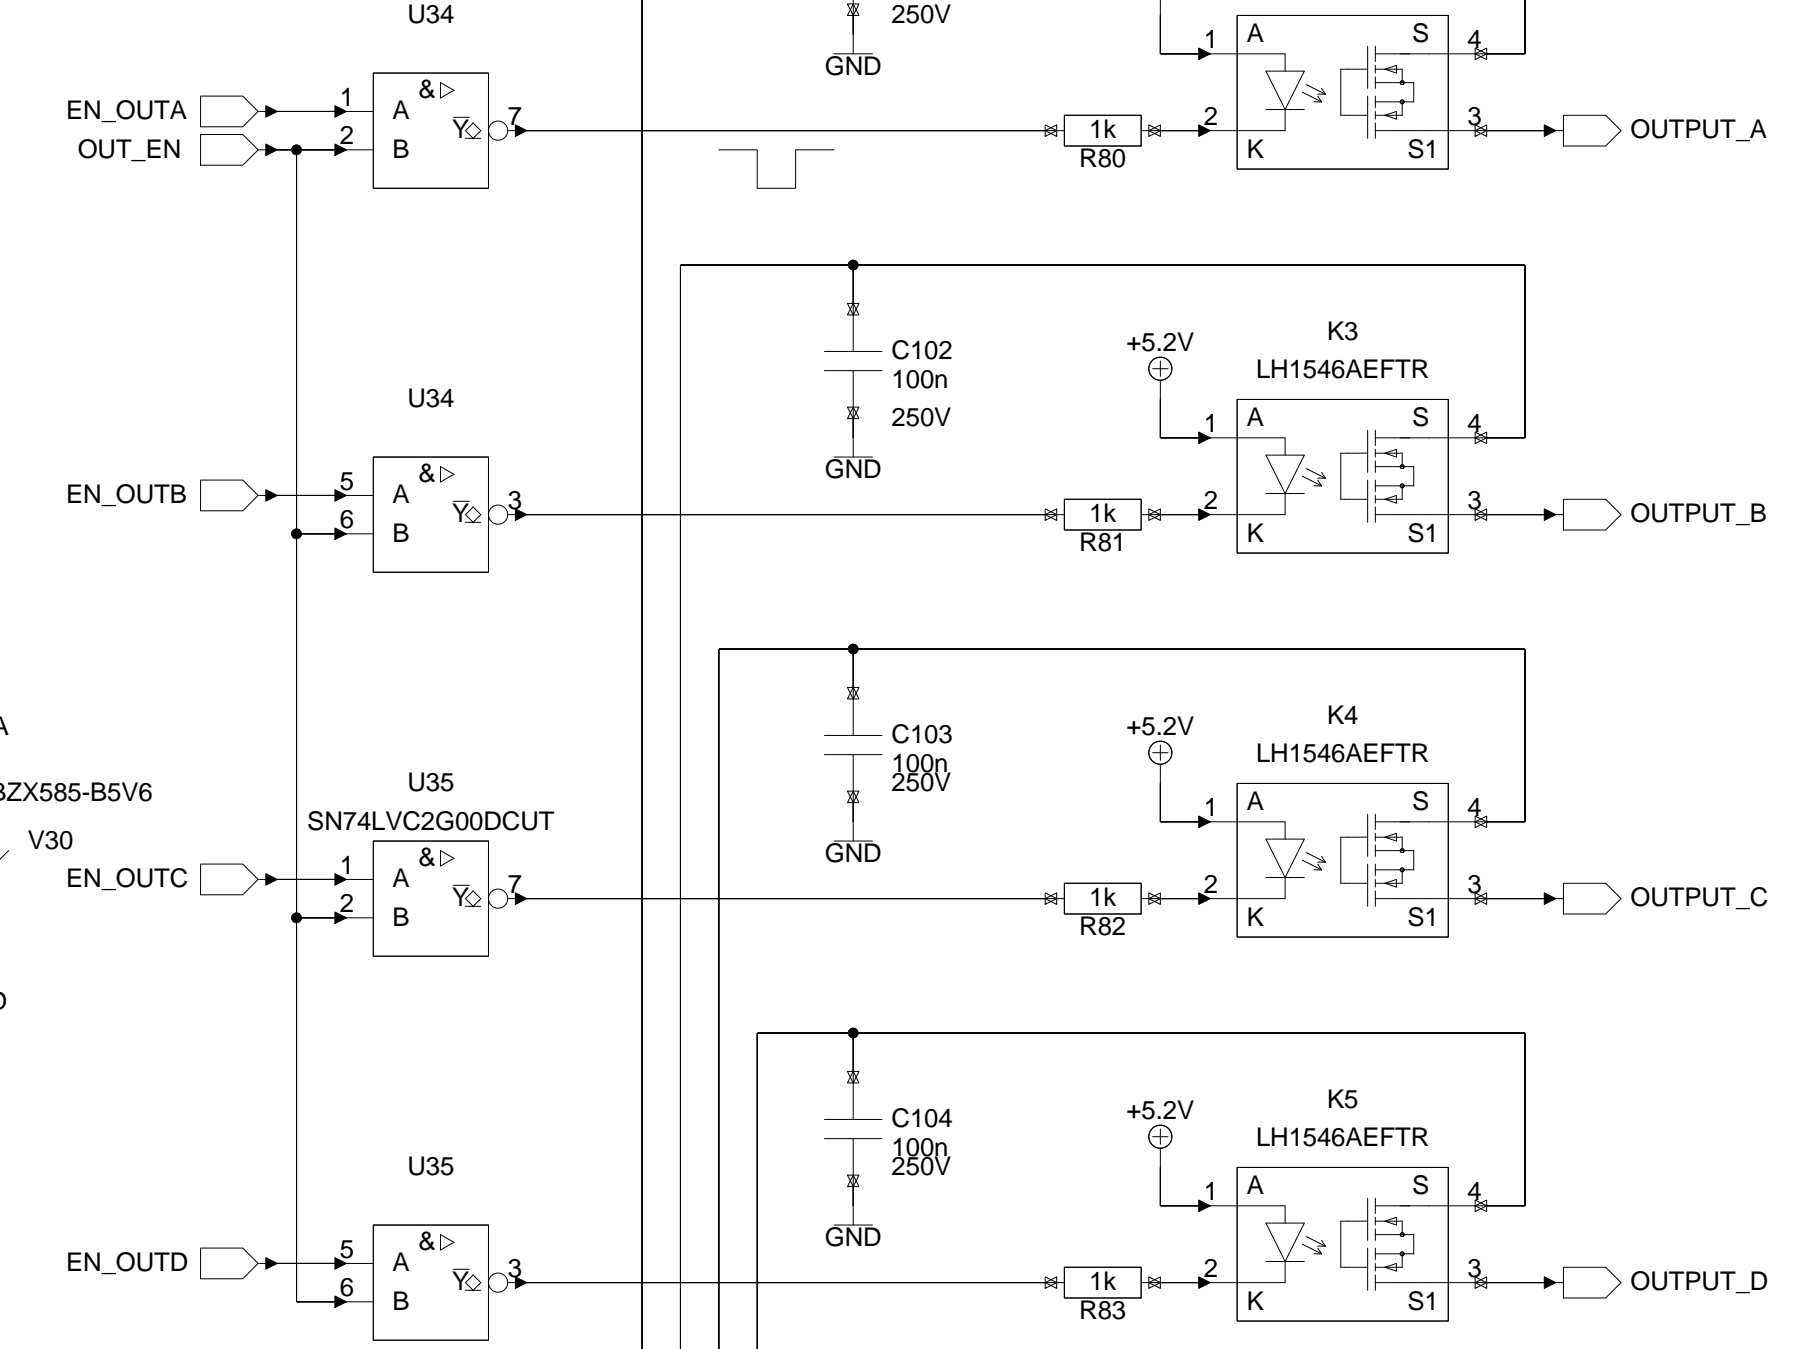 U34
250V
GND
1
A
S
4
EN_OUTA
1
A
&
Y
7
OUT_EN
2
B
1k
R80
2
K
S1
3
OUTPUT_A
C102
100n
250V
GND
+5.2V
K3
LH1546AEFTR
U34
1
A
S
4
EN_OUTB
5
A
&
Y
3
6
B
1k
R81
2
K
S1
3
OUTPUT_B
A
BZX585-B5V6
V30
C103
100n
250V
GND
+5.2V
K4
LH1546AEFTR
U35
SN74LVC2G00DCUT
1
A
S
4
EN_OUTC
1
A
&
Y
7
2
B
1k
R82
2
K
S1
3
OUTPUT_C
C104
100n
250V
GND
+5.2V
K5
LH1546AEFTR
U35
1
A
S
4
EN_OUTD
5
A
&
Y
3
6
B
1k
R83
2
K
S1
3
OUTPUT_D